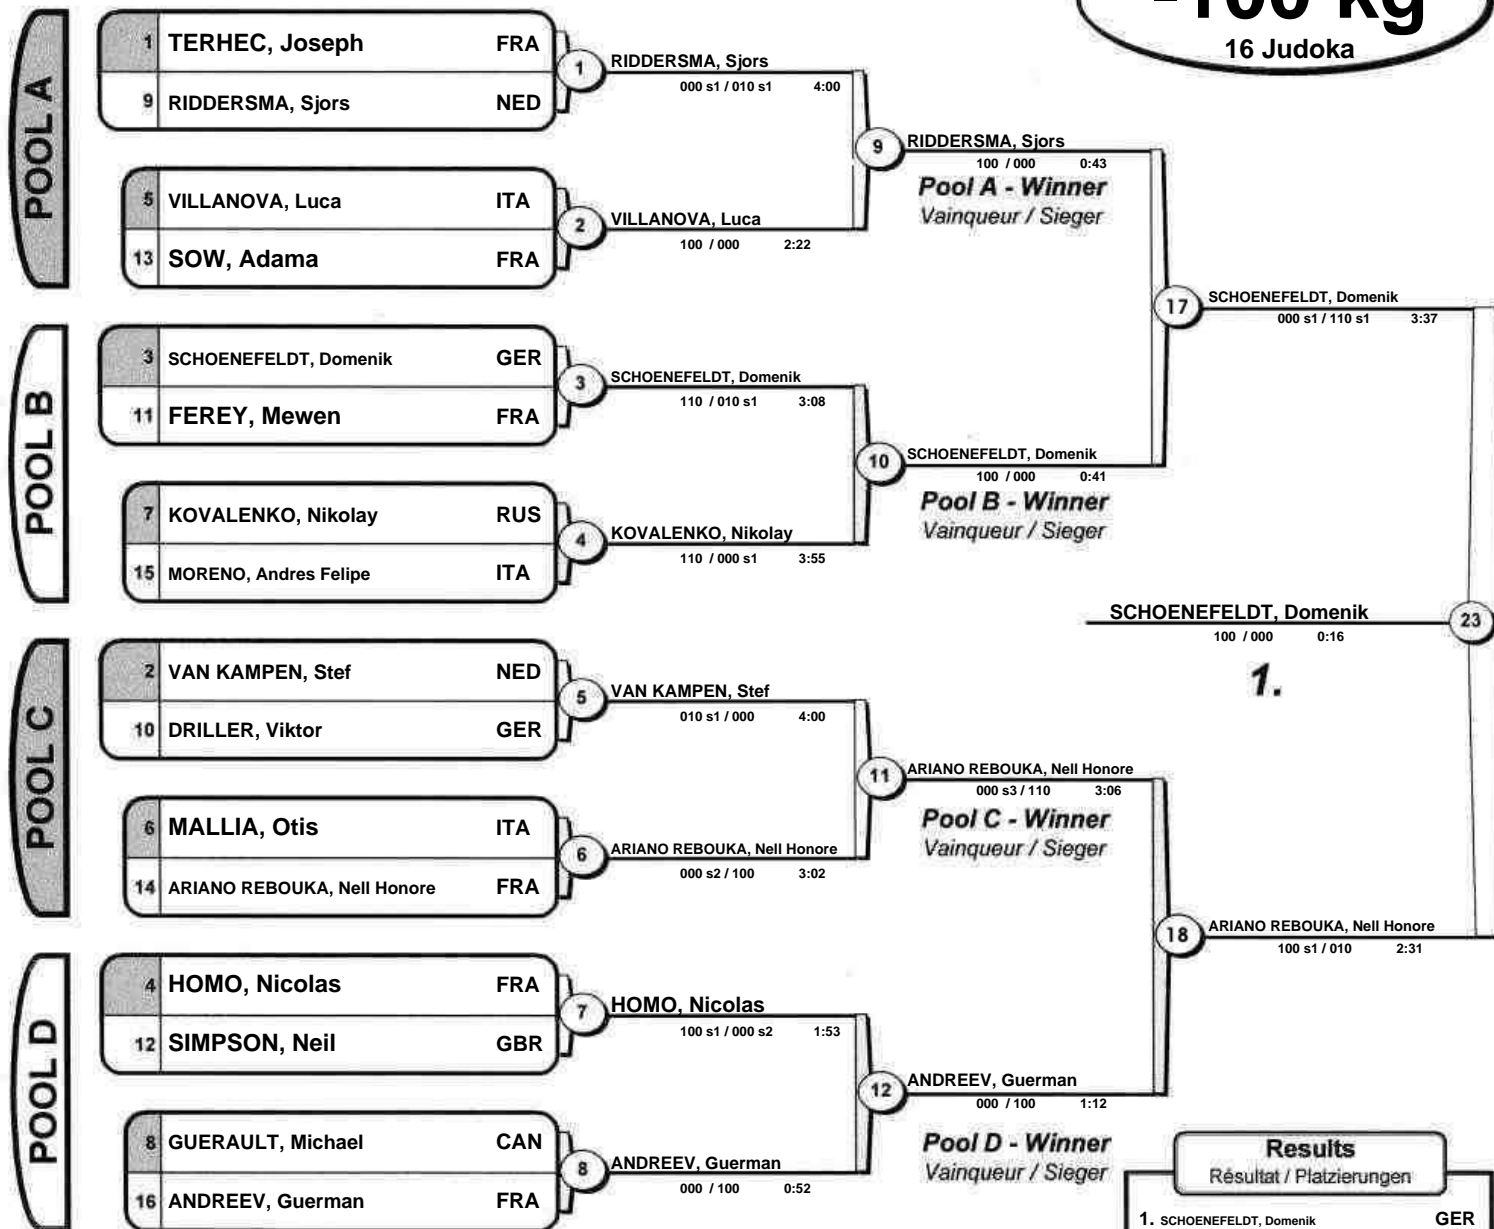 -100 kg
16 Judoka
POOL A
1 TERHEC, Joseph FRA
9 RIDDERSMA, Sjors NED
1
RIDDERSMA, Sjors
000 s1 / 010 s1 4:00
5 VILLANOVA, Luca ITA
13 SOW, Adama FRA
2
VILLANOVA, Luca
100 / 000 2:22
9
RIDDERSMA, Sjors
100 / 000 0:43
Pool A - Winner
Vainqueur / Sieger
POOL B
3 SCHOENEFELDT, Domenik GER
11 FEREY, Mewen FRA
3
SCHOENEFELDT, Domenik
110 / 010 s1 3:08
7 KOVALENKO, Nikolay RUS
15 MORENO, Andres Felipe ITA
4
KOVALENKO, Nikolay
110 / 000 s1 3:55
10
SCHOENEFELDT, Domenik
100 / 000 0:41
Pool B - Winner
Vainqueur / Sieger
17
SCHOENEFELDT, Domenik
000 s1 / 110 s1 3:37
SCHOENEFELDT, Domenik
100 / 000 0:16
23
1.
POOL C
2 VAN KAMPEN, Stef NED
10 DRILLER, Viktor GER
5
VAN KAMPEN, Stef
010 s1 / 000 4:00
6 MALLIA, Otis ITA
14 ARIANO REBOUKA, Nell Honore FRA
6
ARIANO REBOUKA, Nell Honore
000 s2 / 100 3:02
11
ARIANO REBOUKA, Nell Honore
000 s3 / 110 3:06
Pool C - Winner
Vainqueur / Sieger
18
ARIANO REBOUKA, Nell Honore
100 s1 / 010 2:31
POOL D
4 HOMO, Nicolas FRA
12 SIMPSON, Neil GBR
7
HOMO, Nicolas
100 s1 / 000 s2 1:53
8 GUERAULT, Michael CAN
16 ANDREEV, Guerman FRA
8
ANDREEV, Guerman
000 / 100 0:52
12
ANDREEV, Guerman
000 / 100 1:12
Pool D - Winner
Vainqueur / Sieger
Results
Résultat / Platzierungen
1. SCHOENEFELDT, Domenik GER